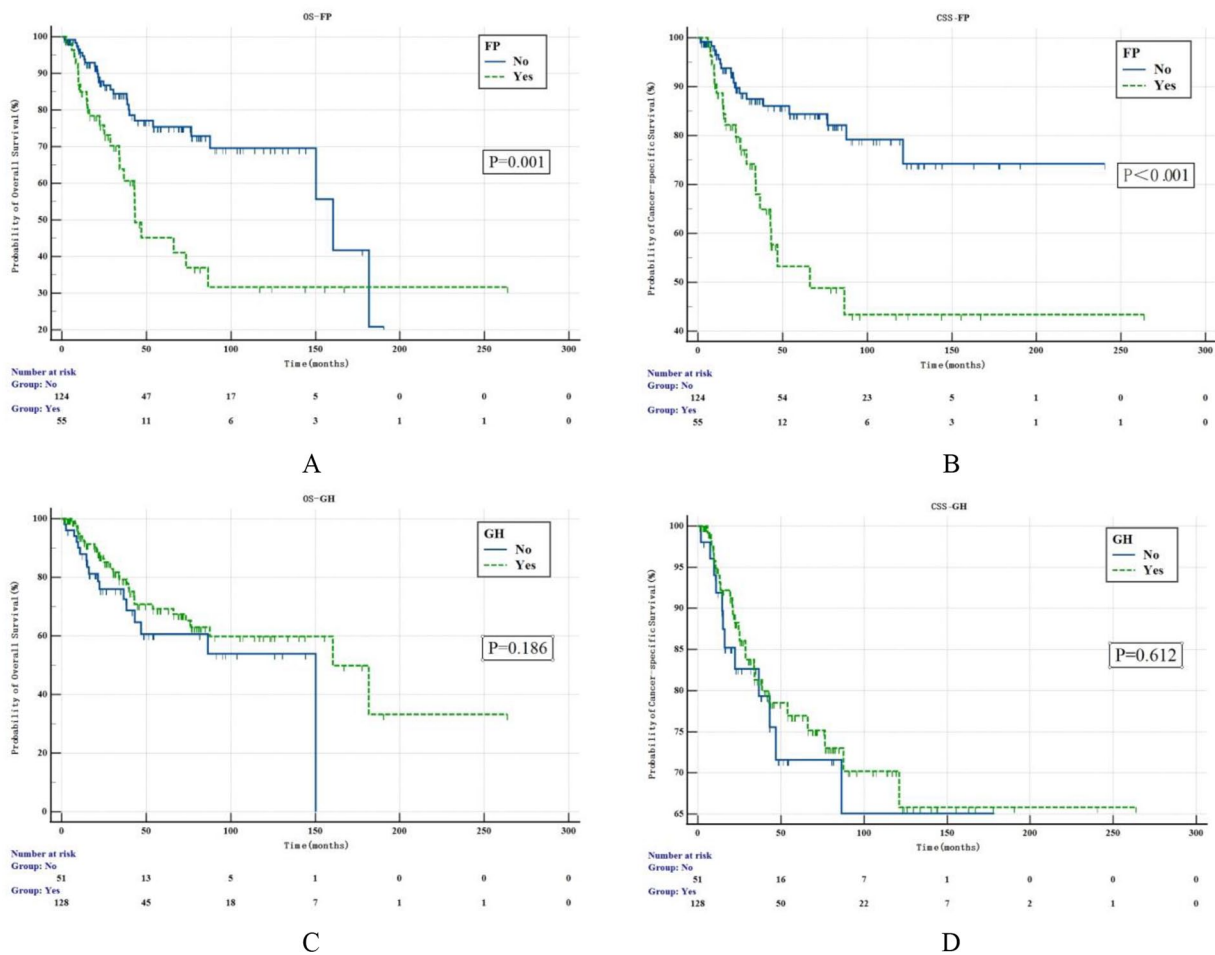 OS-FP
Probability of Overall Survival (%)
100
90
80
70
60
50
40
30
20
FP
No
Yes
P=0.001
0 50 100 150 200 250 300
Time(months)
Number at risk
Group: No
124 47 17 5 0 0 0
Group: Yes
55 11 6 3 1 1 0
A
CSS-FP
Probability of Cancer-specific Survival(%)
100
90
80
70
60
50
40
FP
No
Yes
P<0.001
0 50 100 150 200 250 300
Time(months)
Number at risk
Group: No
124 54 23 5 1 0 0
Group: Yes
55 12 6 3 1 1 0
B
OS-GH
Probability of Overall Survival(%)
100
80
60
40
20
0
GH
No
Yes
P=0.186
0 50 100 150 200 250 300
Time(months)
Number at risk
Group: No
51 13 5 1 0 0 0
Group: Yes
128 45 18 7 1 1 0
C
CSS-GH
Probability of Cancer-specific Survival(%)
100
95
90
85
80
75
70
65
GH
No
Yes
P=0.612
0 50 100 150 200 250 300
Time(months)
Number at risk
Group: No
51 16 7 1 0 0 0
Group: Yes
128 50 22 7 2 1 0
D